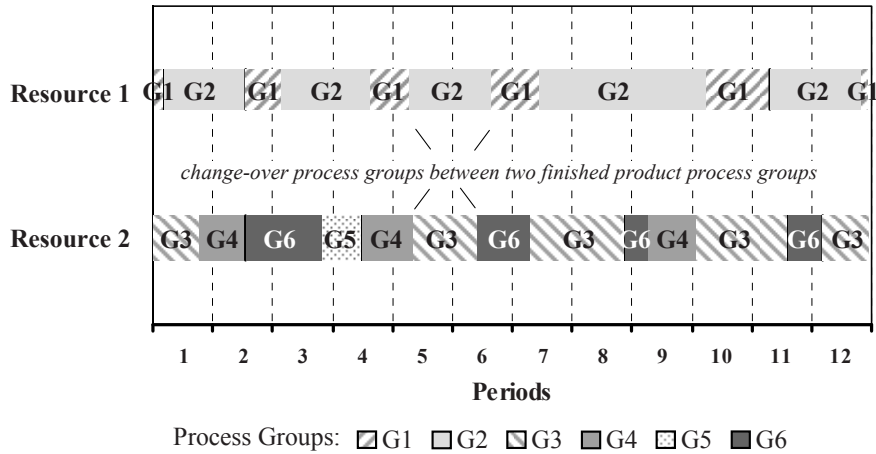 Resource 1 G1 G2 G1 G2 G1 G2 G1 G2 G1 G2 G1
change-over process groups between two finished product process groups
Resource 2 G3 G4 G6 G5 G4 G3 G6 G3 G6 G4 G3 G6 G3
1 2 3 4 5 6 7 8 9 10 11 12
Periods
Process Groups: G1 G2 G3 G4 G5 G6